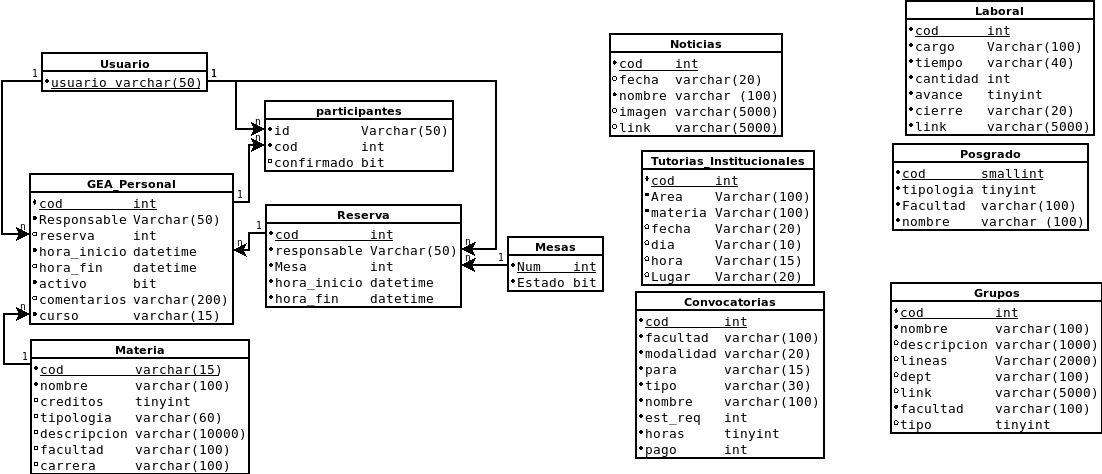 Usuario
usuario varchar(50)
1
1
participantes
id Varchar(50)
cod int
confirmado bit
n
n
GEA_Personal
cod int
Responsable Varchar(50)
reserva int
hora_inicio datetime
hora_fin datetime
activo bit
comentarios varchar(200)
curso varchar(15)
1
n
n
n
Reserva
cod int
responsable Varchar(50)
Mesa int
hora_inicio datetime
hora_fin datetime
1
n
n
Mesas
Num int
Estado bit
1
Materia
cod varchar(15)
nombre varchar(100)
creditos tinyint
tipologia varchar(60)
descripcion varchar(10000)
facultad varchar(100)
carrera varchar(100)
1
Noticias
cod int
fecha varchar(20)
nombre varchar (100)
imagen varchar(5000)
link varchar(5000)
Tutorias_Institucionales
cod int
Area Varchar(100)
materia Varchar(100)
fecha Varchar(20)
dia Varchar(10)
hora Varchar(15)
Lugar Varchar(20)
Convocatorias
cod int
facultad varchar(100)
modalidad varchar(20)
para varchar(15)
tipo varchar(30)
nombre varchar(100)
est_req int
horas tinyint
pago int
Laboral
cod int
cargo Varchar(100)
tiempo varchar(40)
cantidad int
avance tinyint
cierre varchar(20)
link varchar(5000)
Posgrado
cod smallint
tipologia tinyint
Facultad varchar(100)
nombre varchar (100)
Grupos
cod int
nombre varchar(100)
descripcion varchar(1000)
lineas Varchar(2000)
dept varchar(100)
link varchar(5000)
facultad varchar(100)
tipo tinyint